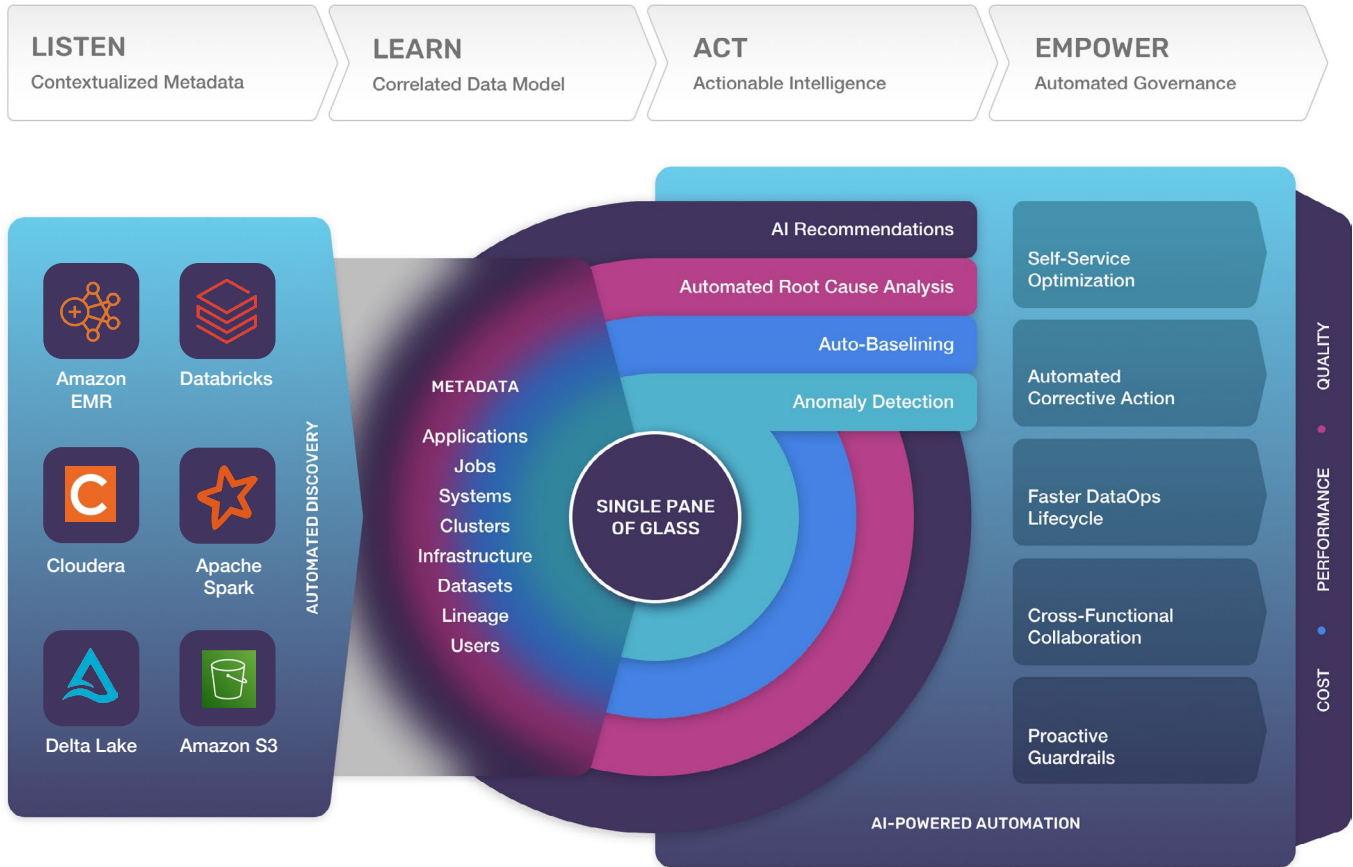 LISTEN
Contextualized Metadata
LEARN
Correlated Data Model
ACT
Actionable Intelligence
EMPOWER
Automated Governance
Amazon
EMR
Databricks
C
Cloudera
Apache
Spark
Delta Lake
Amazon S3
AUTOMATED DISCOVERY
METADATA
Applications
Jobs
Systems
Clusters
Infrastructure
Datasets
Lineage
Users
SINGLE PANE
OF GLASS
AI Recommendations
Automated Root Cause Analysis
Auto-Baselining
Anomaly Detection
Self-Service
Optimization
Automated
Corrective Action
Faster DataOps
Lifecycle
Cross-Functional
Collaboration
Proactive
Guardrails
AI-POWERED AUTOMATION
COST • PERFORMANCE • QUALITY